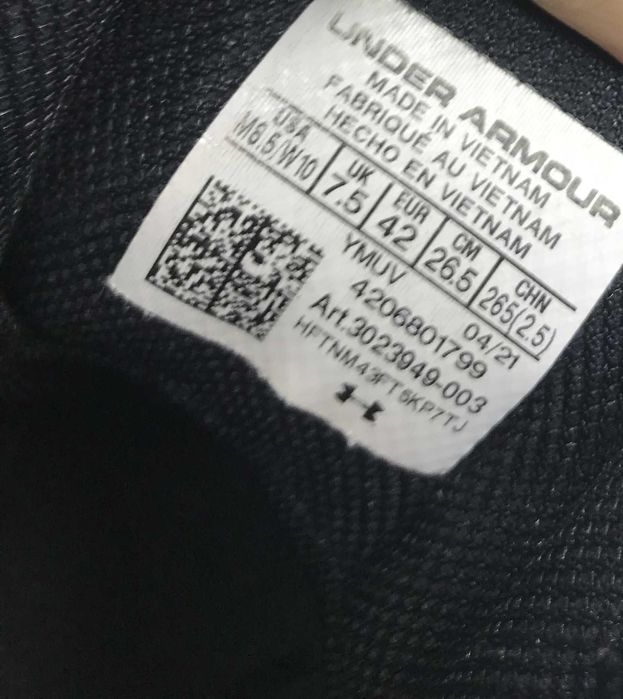 UNDER ARMOUR
MADE IN VIETNAM
FABRIQUÉ AU VIETNAM
HECHO EN VIETNAM
USA UK EUR CM CHN
M8.5/W10 7.5 42 26.5 265(2.5)
YMUV 04/21
4206801799
Art.3023949-003
HFTNM43FT6KP7TJ